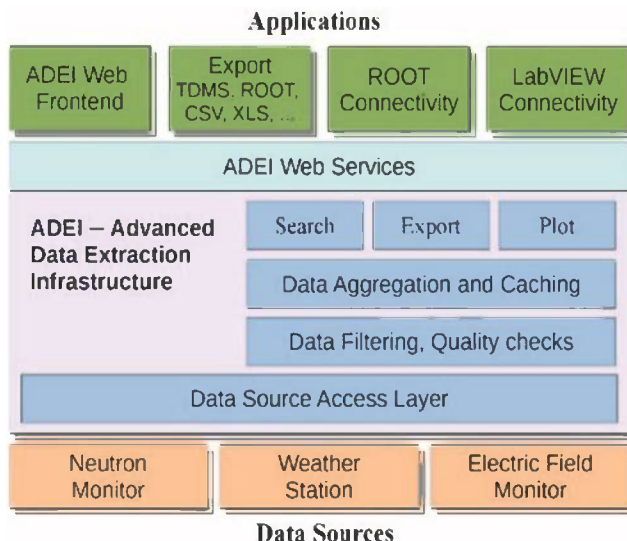 Applications
ADEI Web
Frontend
Export
TDMS, ROOT,
CSV, XLS, ...
ROOT
Connectivity
LabVIEW
Connectivity
ADEI Web Services
ADEI – Advanced
Data Extraction
Infrastructure
Search
Export
Plot
Data Aggregation and Caching
Data Filtering, Quality checks
Data Source Access Layer
Neutron
Monitor
Weather
Station
Electric Field
Monitor
Data Sources